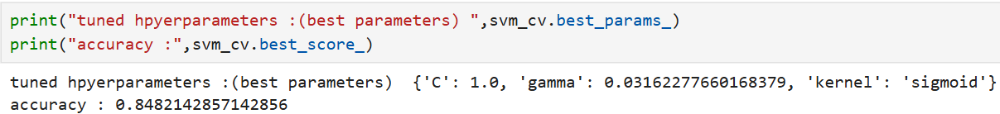 print("tuned hpyerparameters :(best parameters) ",svm_cv.best_params_)
print("accuracy :",svm_cv.best_score_)
tuned hpyerparameters :(best parameters)  {'C': 1.0, 'gamma': 0.03162277660168379, 'kernel': 'sigmoid'}
accuracy : 0.8482142857142856